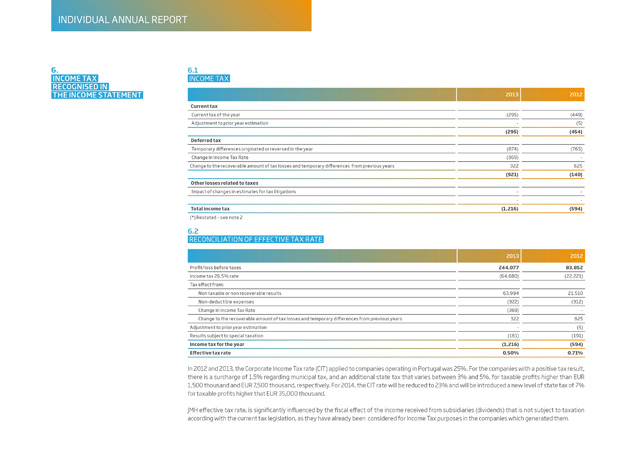 INDIVIDUAL ANNUAL REPORT
6.
INCOME TAX
RECOGNISED IN
THE INCOME STATEMENT
6.1
INCOME TAX
2013 2012
Current tax
Current tax of the year (295) (449)
Adjustment to prior year estimation - (5)
(295) (454)
Deferred tax
Temporary differences originated or reversed in the year (874) (765)
Change in Income Tax Rate (369) -
Change to the recoverable amount of tax losses and temporary differences from previous years 322 625
(921) (140)
Other losses related to taxes
Impact of changes in estimates for tax litigations - -
- -
Total income tax (1,216) (594)
(*) Restated – see note 2
6.2
RECONCILIATION OF EFFECTIVE TAX RATE
2013 2012
Profit/loss before taxes 244,077 83,852
Income tax 26.5% rate (64,680) (22,221)
Tax effect from:
Non taxable or non recoverable results 63,994 21,510
Non-deductible expenses (322) (312)
Change in Income Tax Rate (369) -
Change to the recoverable amount of tax losses and temporary differences from previous years 322 625
Adjustment to prior year estimation - (5)
Results subject to special taxation (161) (191)
Income tax for the year (1,216) (594)
Effective tax rate 0.50% 0.71%
In 2012 and 2013, the Corporate Income Tax rate (CIT) applied to companies operating in Portugal was 25%. For the companies with a positive tax result,
there is a surcharge of 1.5% regarding municipal tax, and an additional state tax that varies between 3% and 5%, for taxable profits higher than EUR
1,500 thousand and EUR 7,500 thousand, respectively. For 2014, the CIT rate will be reduced to 23% and will be introduced a new level of state tax of 7%
for taxable profits higher that EUR 35,000 thousand.
JMH effective tax rate, is significantly influenced by the fiscal effect of the income received from subsidiaries (dividends) that is not subject to taxation
according with the current tax legislation, as they have already been considered for Income Tax purposes in the companies which generated them.